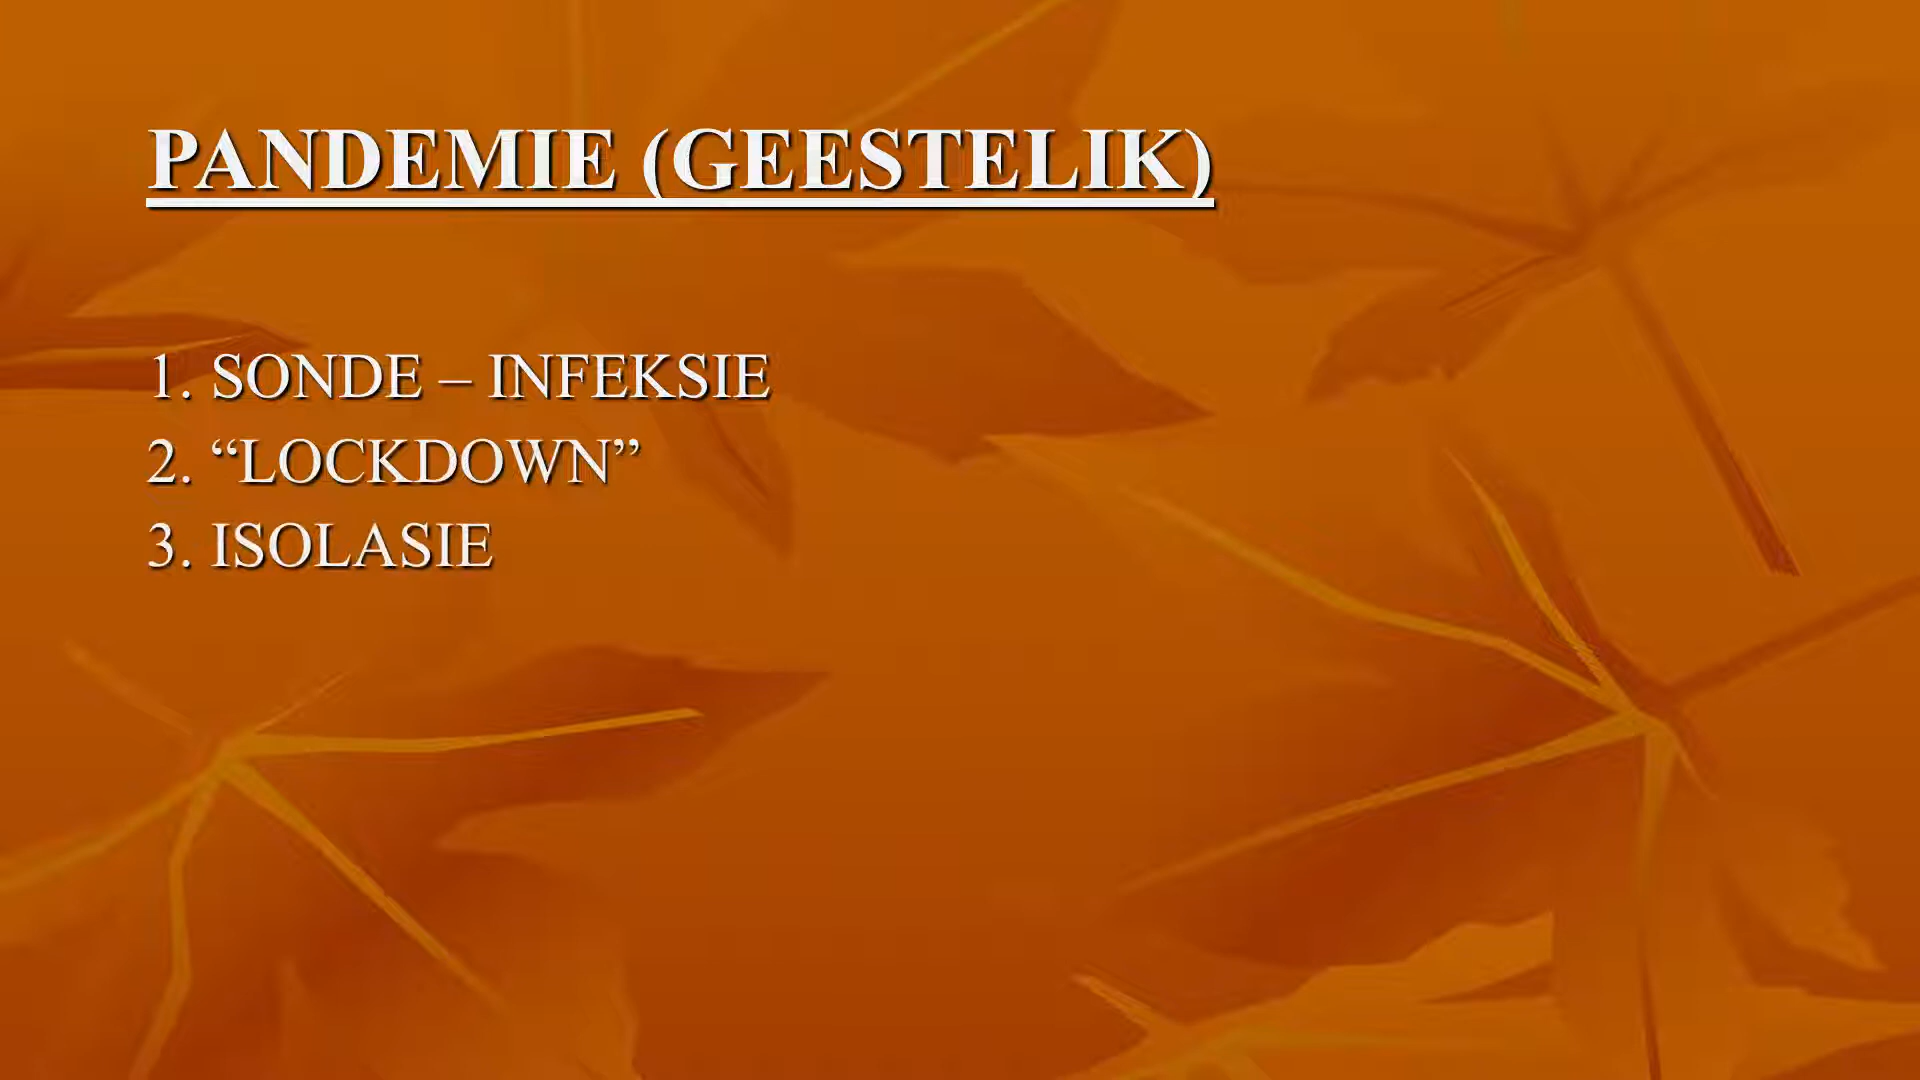 PANDEMIE (GEESTELIK)
1. SONDE – INFEKSIE
2. “LOCKDOWN”
3. ISOLASIE